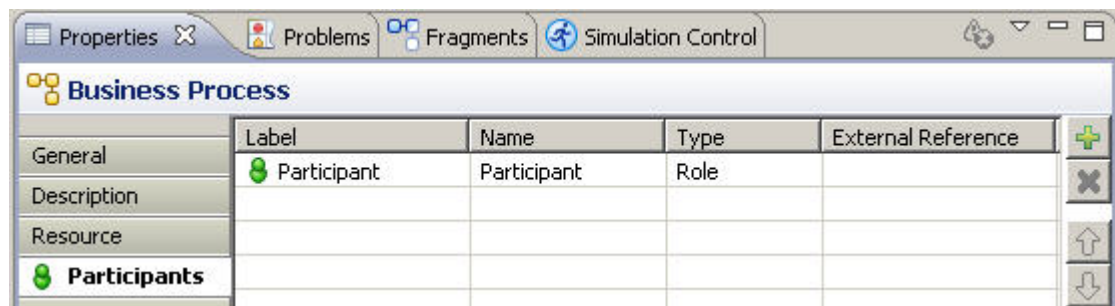 Properties Problems Fragments Simulation Control
Business Process
Label Name Type External Reference
General
Participant Participant Role
Description
Resource
Participants